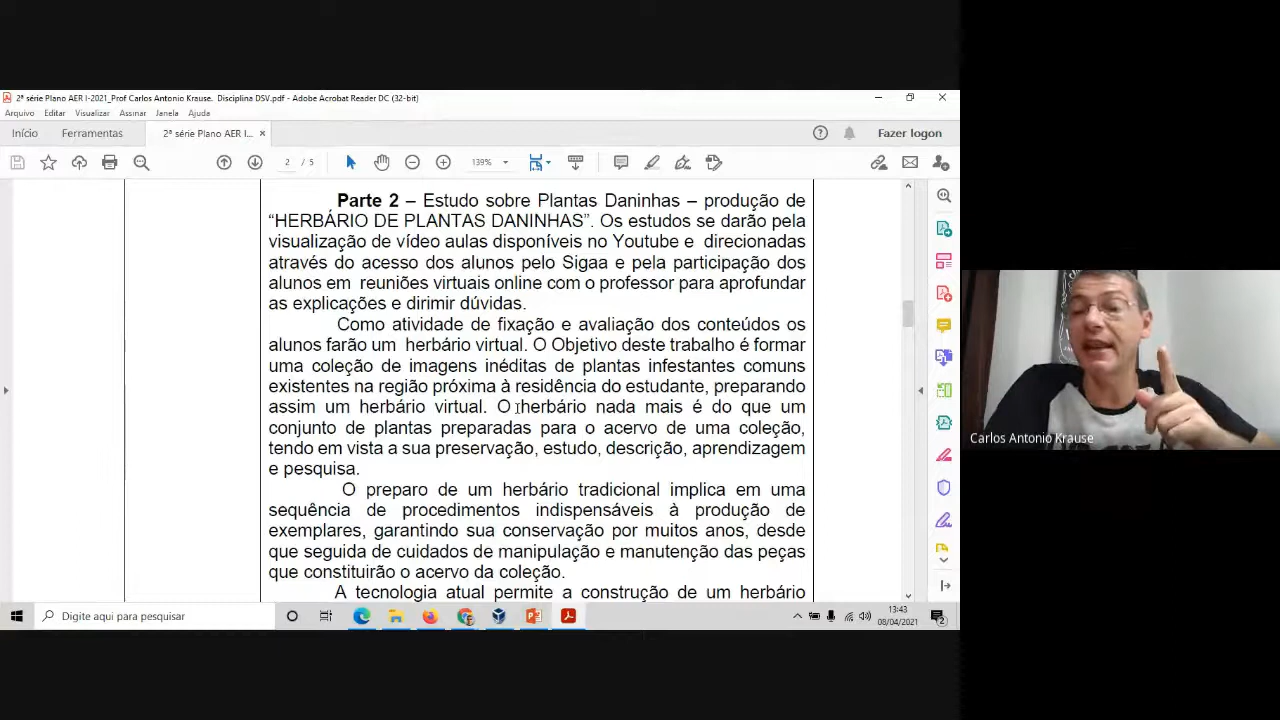 2ª série Plano AER I-2021_Prof Carlos Antonio Krause. Disciplina DSV.pdf - Adobe Acrobat Reader DC (32-bit)
Arquivo Editar Visualizar Assinar Janela Ajuda
Início Ferramentas 2ª série Plano AER I... Fazer logon
2 / 5 139%
Parte 2 – Estudo sobre Plantas Daninhas – produção de
“HERBÁRIO DE PLANTAS DANINHAS”. Os estudos se darão pela
visualização de vídeo aulas disponíveis no Youtube e direcionadas
através do acesso dos alunos pelo Sigaa e pela participação dos
alunos em reuniões virtuais online com o professor para aprofundar
as explicações e dirimir dúvidas.
Como atividade de fixação e avaliação dos conteúdos os
alunos farão um herbário virtual. O Objetivo deste trabalho é formar
uma coleção de imagens inéditas de plantas infestantes comuns
existentes na região próxima à residência do estudante, preparando
assim um herbário virtual. O herbário nada mais é do que um
conjunto de plantas preparadas para o acervo de uma coleção,
tendo em vista a sua preservação, estudo, descrição, aprendizagem
e pesquisa.
O preparo de um herbário tradicional implica em uma
sequência de procedimentos indispensáveis à produção de
exemplares, garantindo sua conservação por muitos anos, desde
que seguida de cuidados de manipulação e manutenção das peças
que constituirão o acervo da coleção.
A tecnologia atual permite a construção de um herbário
Carlos Antonio Krause
Digite aqui para pesquisar
13:43
08/04/2021
2